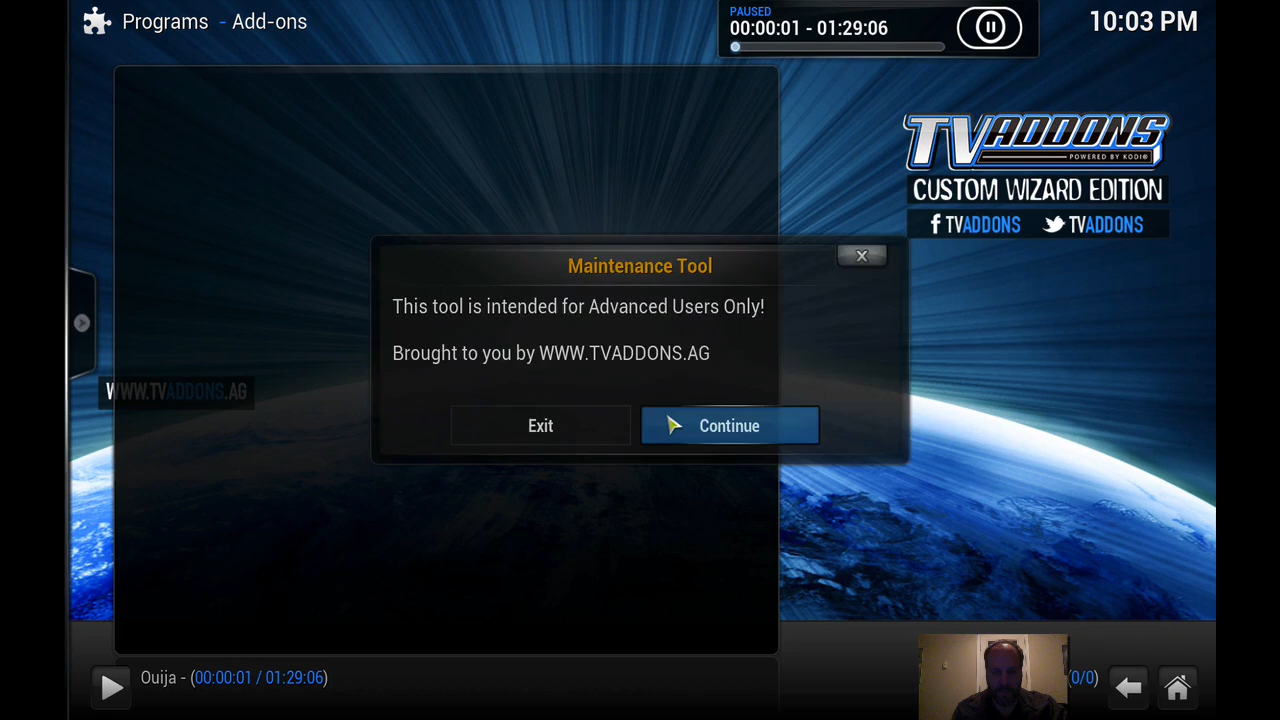 Programs - Add-ons
PAUSED
00:00:01 - 01:29:06
10:03 PM
TVADDONS
POWERED BY KODI®
CUSTOM WIZARD EDITION
f TVADDONS TVADDONS
Maintenance Tool
X
This tool is intended for Advanced Users Only!
Brought to you by WWW.TVADDONS.AG
WWW.TVADDONS.AG
Exit Continue
Ouija - (00:00:01 / 01:29:06)
(0/0)